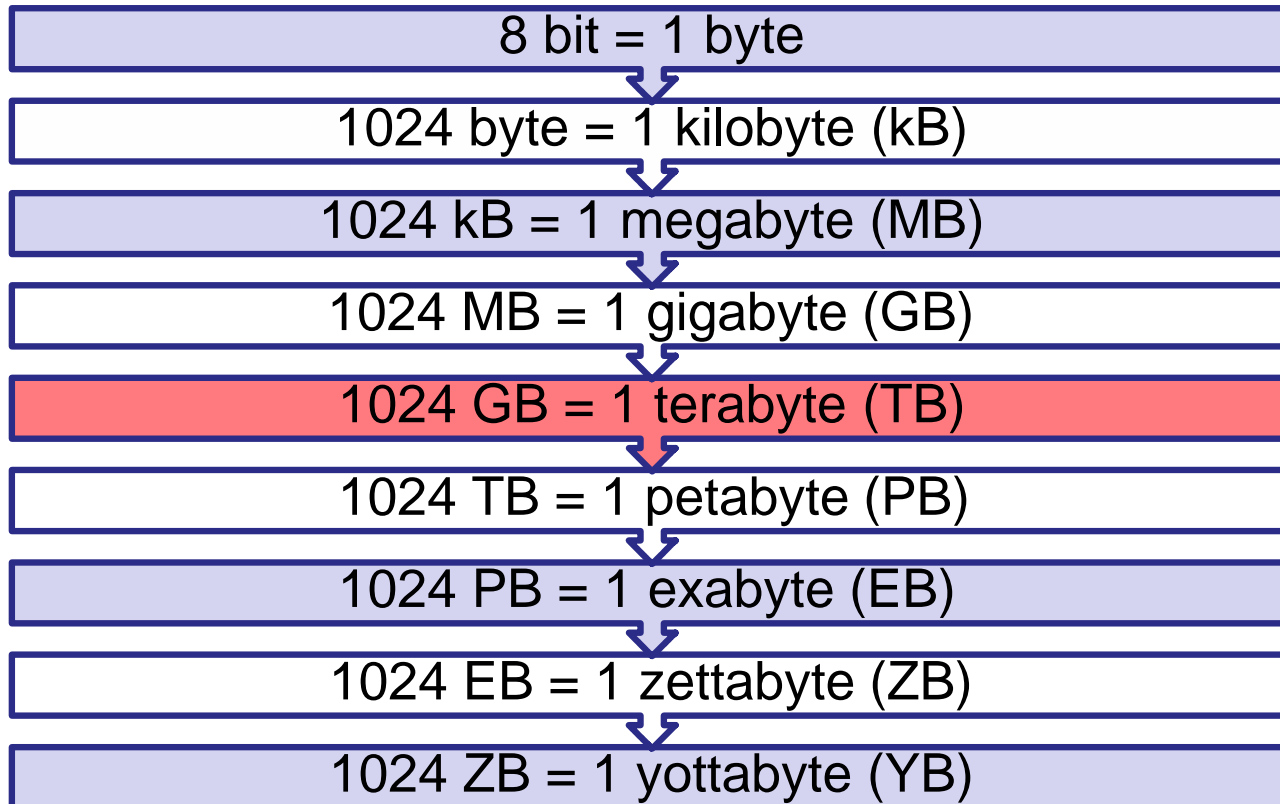 8 bit = 1 byte
1024 byte = 1 kilobyte (kB)
1024 kB = 1 megabyte (MB)
1024 MB = 1 gigabyte (GB)
1024 GB = 1 terabyte (TB)
1024 TB = 1 petabyte (PB)
1024 PB = 1 exabyte (EB)
1024 EB = 1 zettabyte (ZB)
1024 ZB = 1 yottabyte (YB)